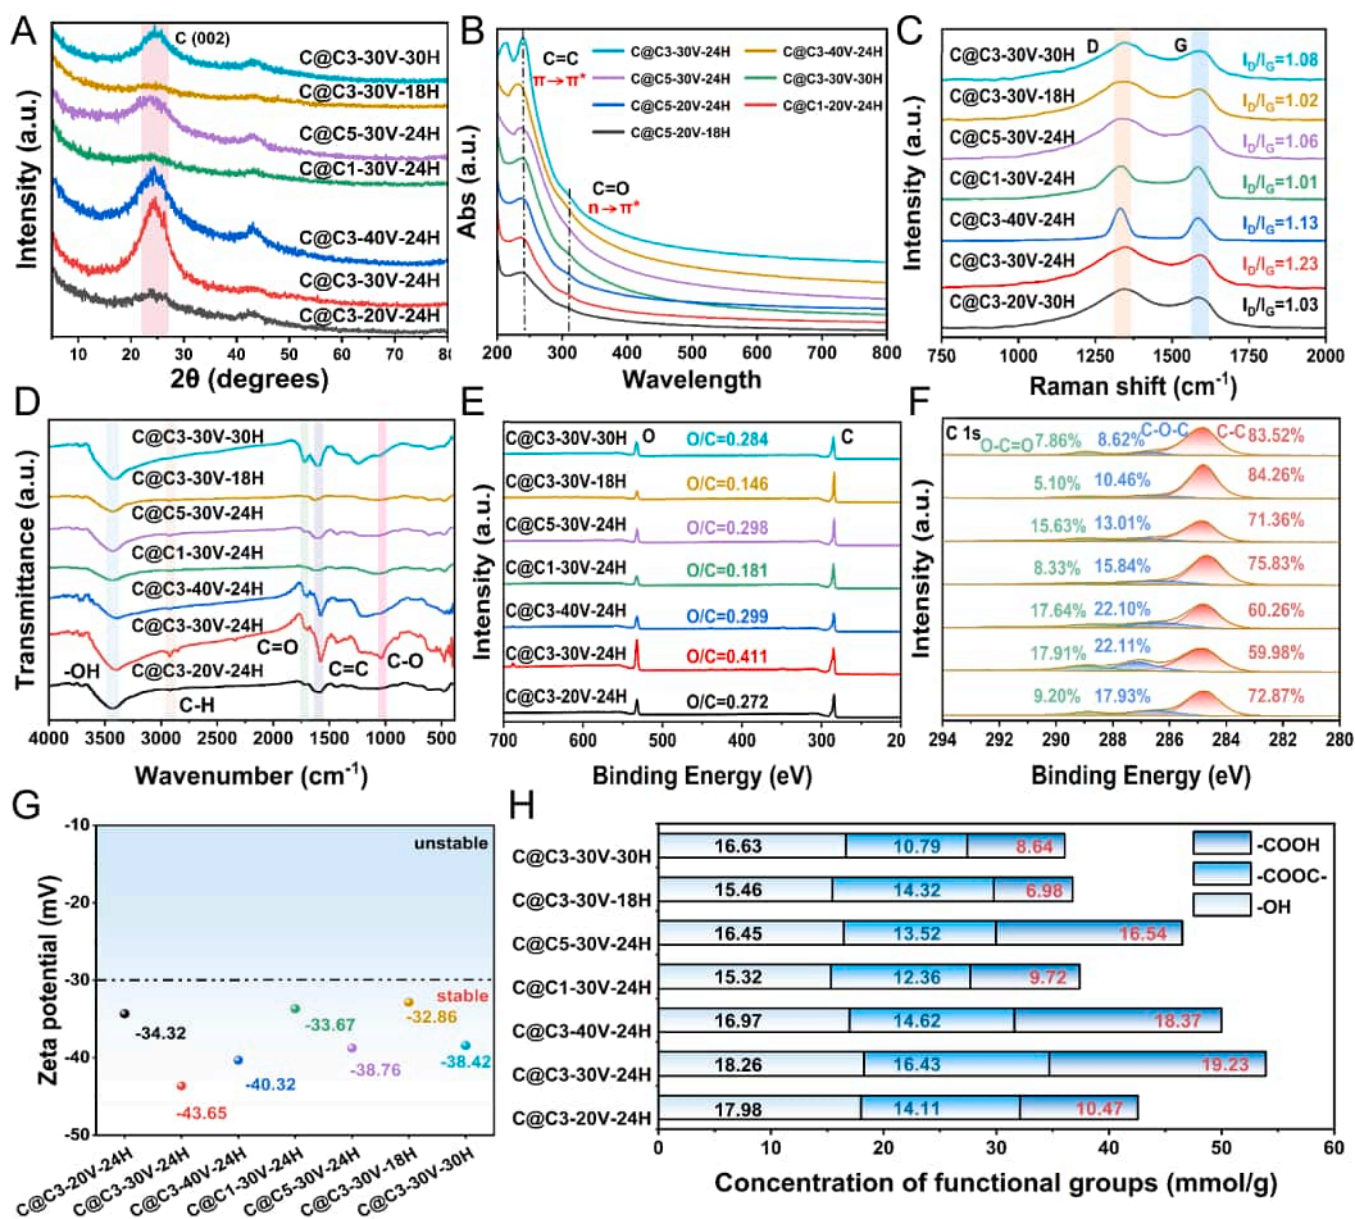 A
C (002)
C@C3-30V-30H
C@C3-30V-18H
C@C5-30V-24H
C@C1-30V-24H
C@C3-40V-24H
C@C3-30V-24H
C@C3-20V-24H
Intensity (a.u.)
10 20 30 40 50 60 70 80
2θ (degrees)
B
C=C
π→π*
C@C3-30V-24H
C@C5-30V-24H
C@C5-20V-24H
C@C5-20V-18H
C@C3-40V-24H
C@C3-30V-30H
C@C1-20V-24H
C=O
n→π*
Abs (a.u.)
200 300 400 500 600 700 800
Wavelength
C
D
G
C@C3-30V-30H I_D/I_G=1.08
C@C3-30V-18H I_D/I_G=1.02
C@C5-30V-24H I_D/I_G=1.06
C@C1-30V-24H I_D/I_G=1.01
C@C3-40V-24H I_D/I_G=1.13
C@C3-30V-24H I_D/I_G=1.23
C@C3-20V-30H I_D/I_G=1.03
Intensity (a.u.)
750 1000 1250 1500 1750 2000
Raman shift (cm⁻¹)
D
C@C3-30V-30H
C@C3-30V-18H
C@C5-30V-24H
C@C1-30V-24H
C@C3-40V-24H
C@C3-30V-24H
C@C3-20V-24H
-OH
C-H
C=O
C=C
C-O
Transmittance (a.u.)
4000 3500 3000 2500 2000 1500 1000 500
Wavenumber (cm⁻¹)
E
O
C
C@C3-30V-30H O/C=0.284
C@C3-30V-18H O/C=0.146
C@C5-30V-24H O/C=0.298
C@C1-30V-24H O/C=0.181
C@C3-40V-24H O/C=0.299
C@C3-30V-24H O/C=0.411
C@C3-20V-24H O/C=0.272
Intensity (a.u.)
700 600 500 400 300 20
Binding Energy (eV)
F
C 1s
O-C=O
C-O-C
C-C
7.86% 8.62% 83.52%
5.10% 10.46% 84.26%
15.63% 13.01% 71.36%
8.33% 15.84% 75.83%
17.64% 22.10% 60.26%
17.91% 22.11% 59.98%
9.20% 17.93% 72.87%
Intensity (a.u.)
294 292 290 288 286 284 282 280
Binding Energy (eV)
G
-10
-20
-30
-40
-50
Zeta potential (mV)
unstable
stable
-34.32
-43.65
-40.32
-33.67
-38.76
-32.86
-38.42
C@C3-20V-24H
C@C3-30V-24H
C@C3-40V-24H
C@C1-30V-24H
C@C5-30V-24H
C@C3-30V-18H
C@C3-30V-30H
H
C@C3-30V-30H 16.63 10.79 8.64
C@C3-30V-18H 15.46 14.32 6.98
C@C5-30V-24H 16.45 13.52 16.54
C@C1-30V-24H 15.32 12.36 9.72
C@C3-40V-24H 16.97 14.62 18.37
C@C3-30V-24H 18.26 16.43 19.23
C@C3-20V-24H 17.98 14.11 10.47
-COOH
-COOC-
-OH
0 10 20 30 40 50 60
Concentration of functional groups (mmol/g)